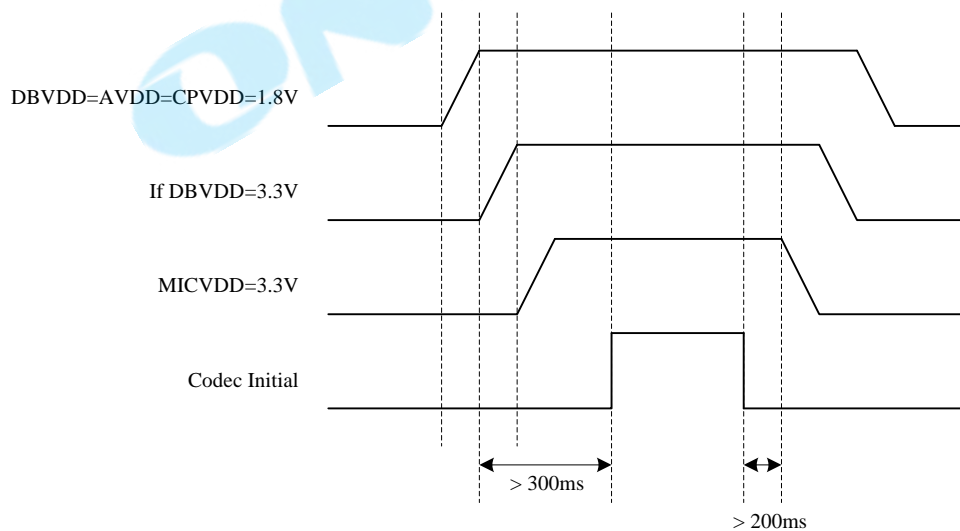 DBVDD=AVDD=CPVDD=1.8V
If DBVDD=3.3V
MICVDD=3.3V
Codec Initial
> 300ms
> 200ms